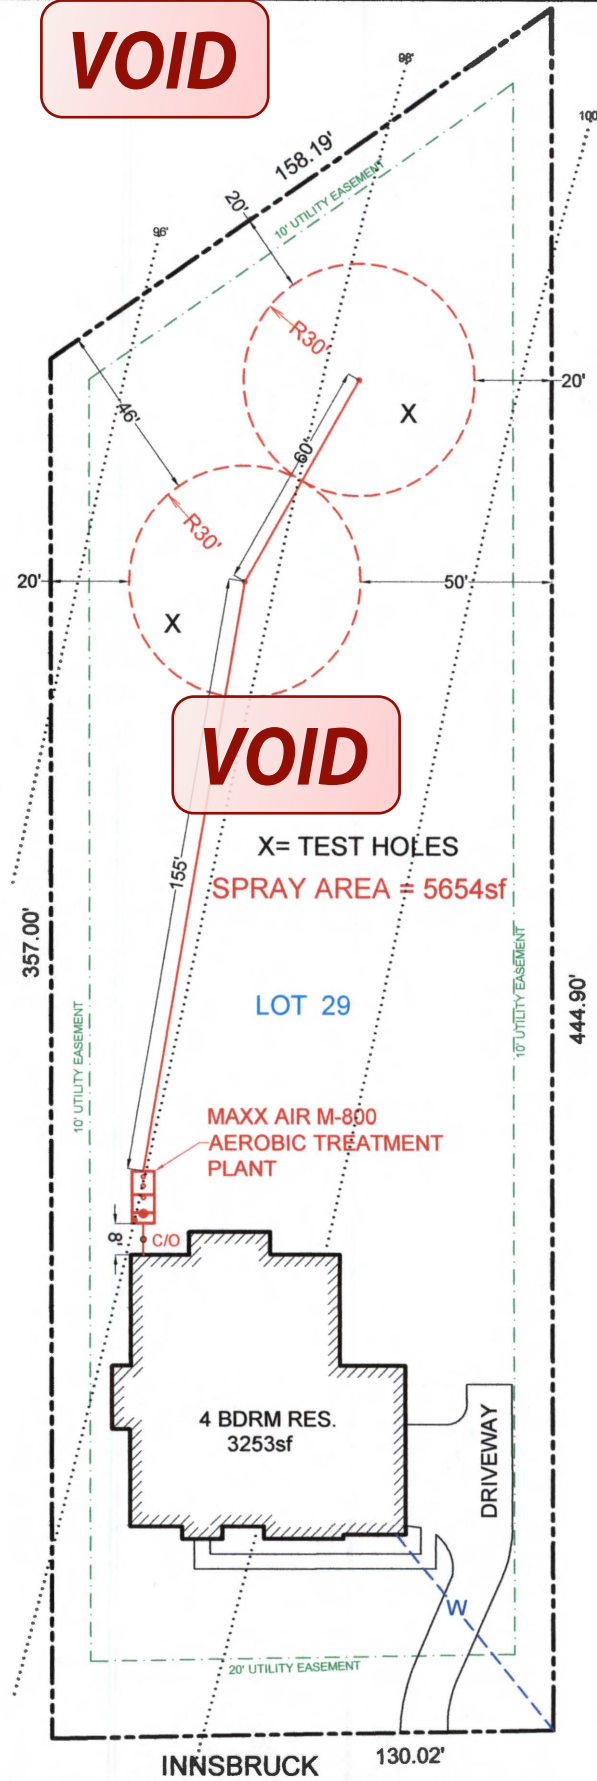 VOID
98'
100'
158.19'
20'
10' UTILITY EASEMENT
96'
R30'
20'
46'
X
60'
R30'
20'
50'
X
VOID
X= TEST HOLES
155'
SPRAY AREA = 5654sf
357.00'
10' UTILITY EASEMENT
444.90'
LOT 29
10' UTILITY EASEMENT
MAXX AIR M-800
AEROBIC TREATMENT
PLANT
8'
C/O
4 BDRM RES.
3253sf
DRIVEWAY
W
20' UTILITY EASEMENT
INNSBRUCK
130.02'